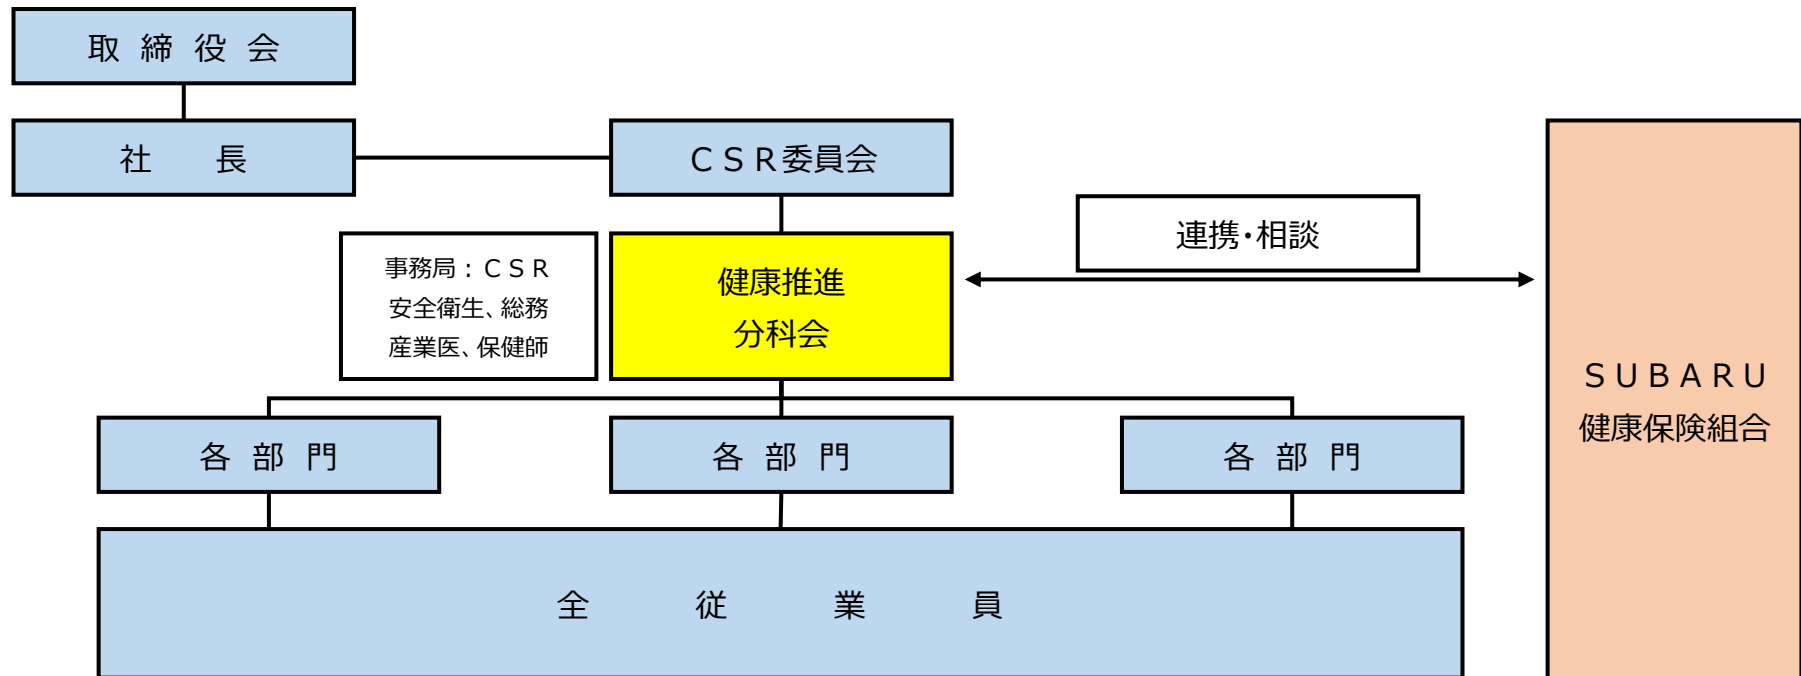 取締役会
社長
CSR委員会
連携・相談
事務局：CSR
安全衛生、総務
産業医、保健師
健康推進
分科会
SUBARU
健康保険組合
各部門
各部門
各部門
全従業員